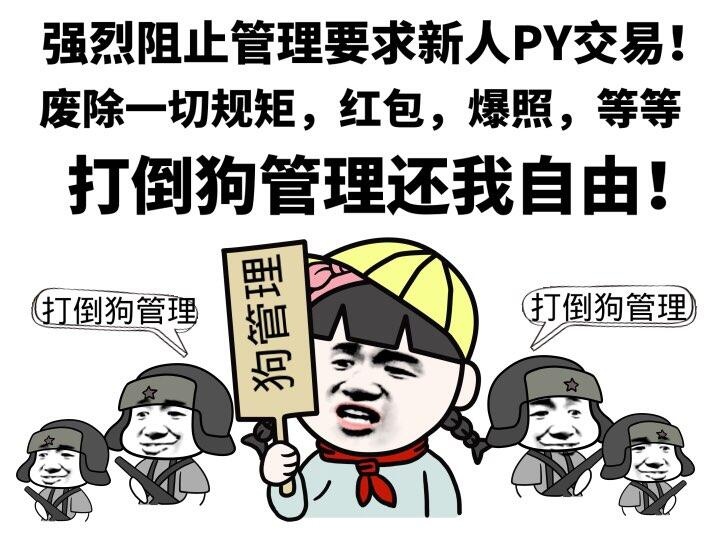 强烈阻止管理要求新人PY交易！
废除一切规矩，红包，爆照，等等
打倒狗管理还我自由！
狗管理
打倒狗管理
打倒狗管理